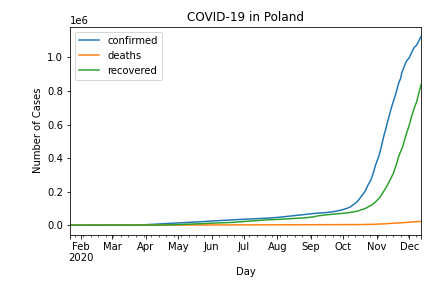 COVID-19 in Poland
1e6
confirmed
deaths
recovered
1.0
0.8
0.6
0.4
0.2
0.0
Number of Cases
Feb Mar Apr May Jun Jul Aug Sep Oct Nov Dec
2020
Day